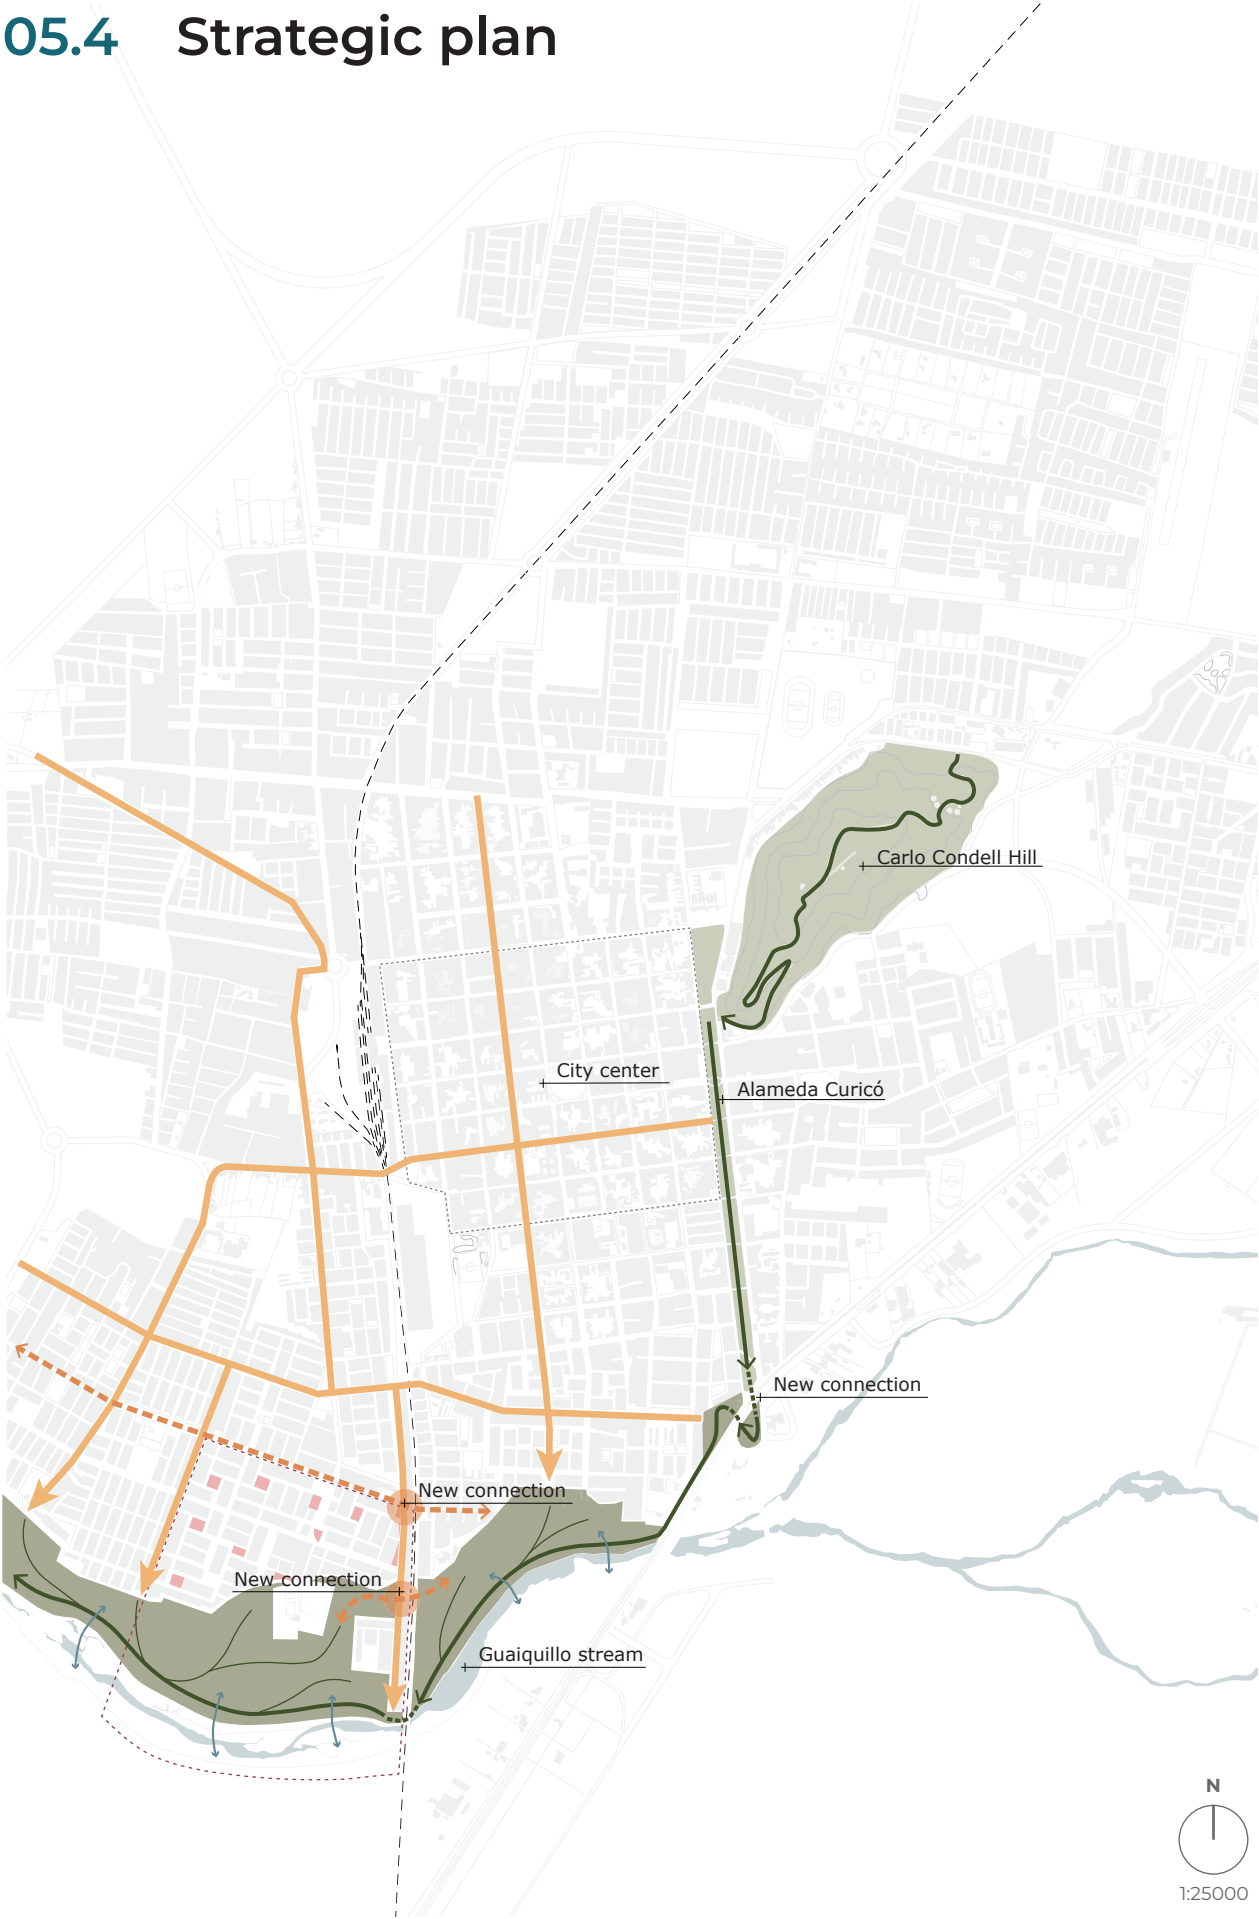 05.4 Strategic plan
Carlo Condell Hill
City center
Alameda Curicó
New connection
New connection
New connection
Guaiquillo stream
N
1:25000